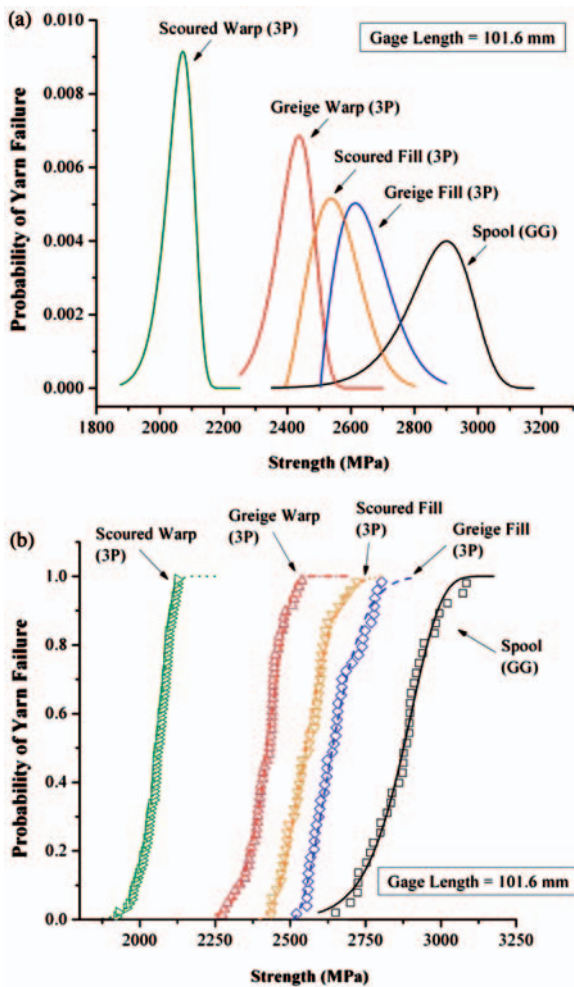 (a)
0.010
0.008
0.006
0.004
0.002
0.000
Probability of Yarn Failure
Scoured Warp (3P)
Gage Length = 101.6 mm
Greige Warp (3P)
Scoured Fill (3P)
Greige Fill (3P)
Spool (GG)
1800 2000 2200 2400 2600 2800 3000 3200
Strength (MPa)
(b)
Scoured Warp
(3P)
Greige Warp
(3P)
Scoured Fill
(3P)
Greige Fill
(3P)
Spool
(GG)
1.0
0.8
0.6
0.4
0.2
0.0
Probability of Yarn Failure
Gage Length = 101.6 mm
2000 2250 2500 2750 3000 3250
Strength (MPa)